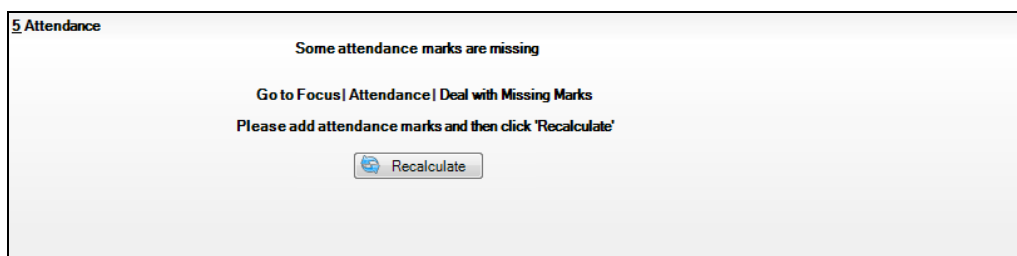 5 Attendance
Some attendance marks are missing
Go to Focus| Attendance| Deal with Missing Marks
Please add attendance marks and then click 'Recalculate'
Recalculate